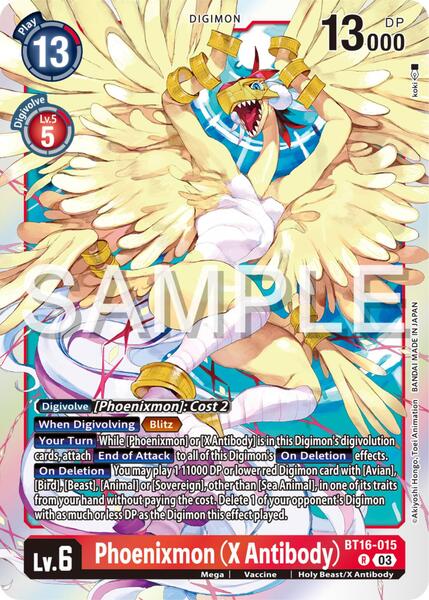 Play
13
DIGIMON
13000
DP
koki
Digivolve
Lv.5
5
SAMPLE
©Akiyoshi Hongo, Toei Animation BANDAI MADE IN JAPAN
Digivolve [Phoenixmon]: Cost 2
When Digivolving Blitz
Your Turn While [Phoenixmon] or [X Antibody] is in this Digimon's digivolution
cards, attach End of Attack to all of this Digimon's On Deletion effects.
On Deletion You may play 1 11000 DP or lower red Digimon card with [Avian],
[Bird], [Beast], [Animal] or [Sovereign], other than [Sea Animal], in one of its traits
from your hand without paying the cost. Delete 1 of your opponent's Digimon
with as much or less DP as the Digimon this effect played.
Lv.6
Phoenixmon (X Antibody)
BT16-015
R 03
Mega | Vaccine | Holy Beast/X Antibody